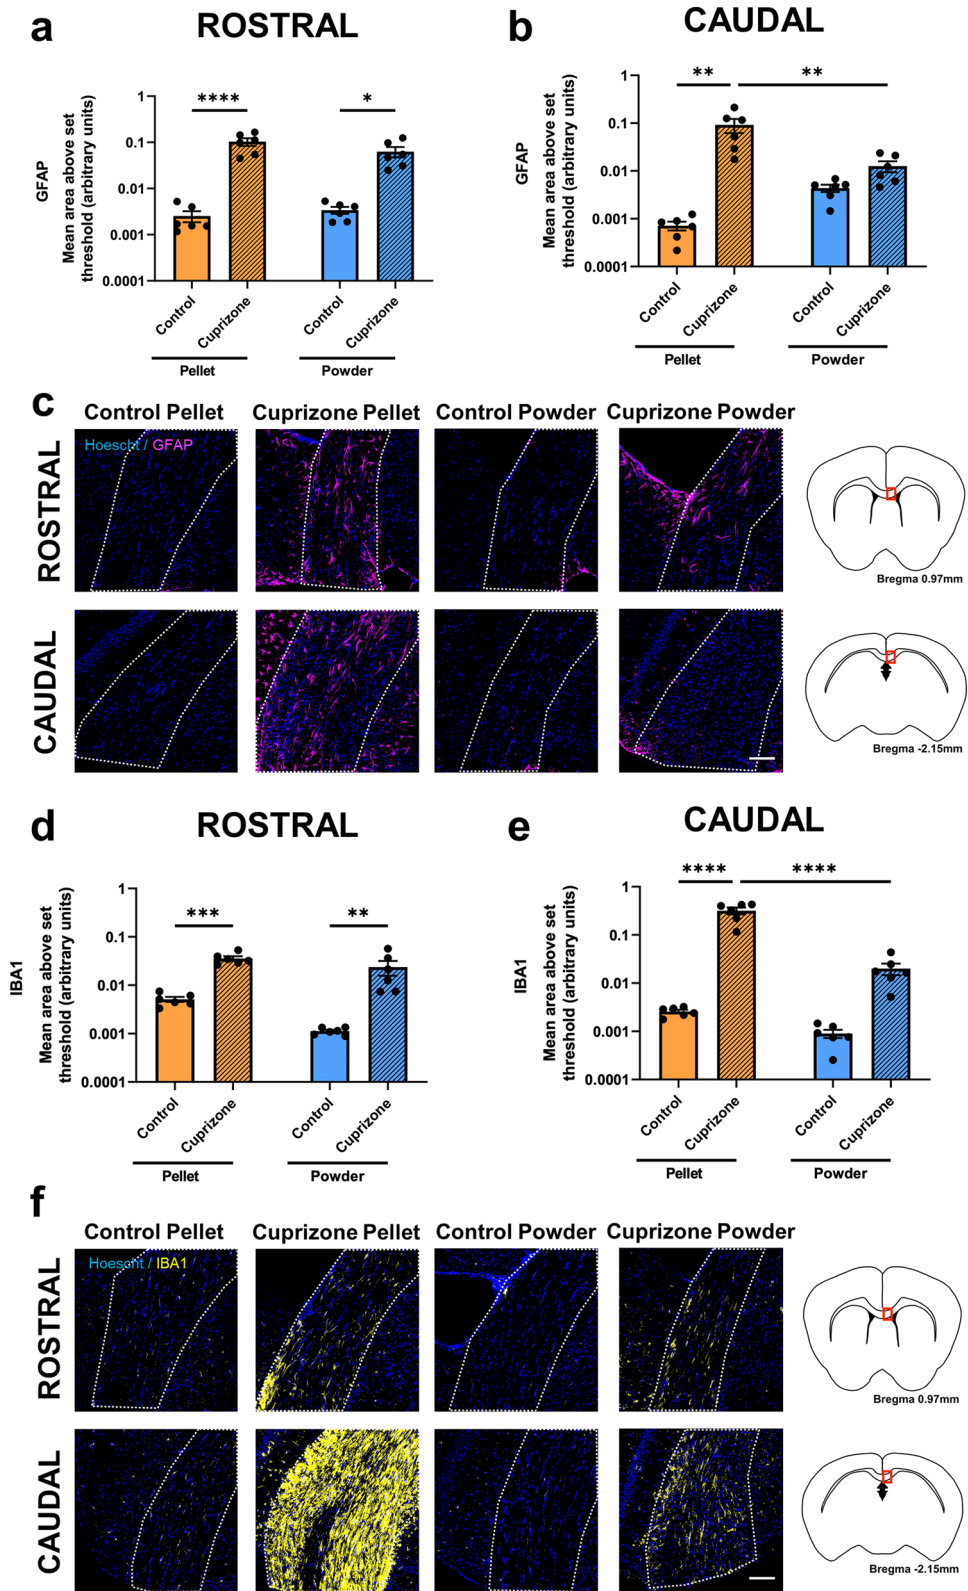 a
ROSTRAL
b
CAUDAL
GFAP
Mean area above set
threshold (arbitrary units)
1
0.1
0.01
0.001
0.0001
****
*
Control
Cuprizone
Control
Cuprizone
Pellet
Powder
GFAP
Mean area above set
threshold (arbitrary units)
1
0.1
0.01
0.001
0.0001
**
**
Control
Cuprizone
Control
Cuprizone
Pellet
Powder
c
Control Pellet
Cuprizone Pellet
Control Powder
Cuprizone Powder
ROSTRAL
Hoescht / GFAP
Bregma 0.97mm
CAUDAL
Bregma -2.15mm
d
ROSTRAL
e
CAUDAL
IBA1
Mean area above set
threshold (arbitrary units)
1
0.1
0.01
0.001
0.0001
***
**
Control
Cuprizone
Control
Cuprizone
Pellet
Powder
IBA1
Mean area above set
threshold (arbitrary units)
1
0.1
0.01
0.001
0.0001
****
****
Control
Cuprizone
Control
Cuprizone
Pellet
Powder
f
Control Pellet
Cuprizone Pellet
Control Powder
Cuprizone Powder
ROSTRAL
Hoescht / IBA1
Bregma 0.97mm
CAUDAL
Bregma -2.15mm